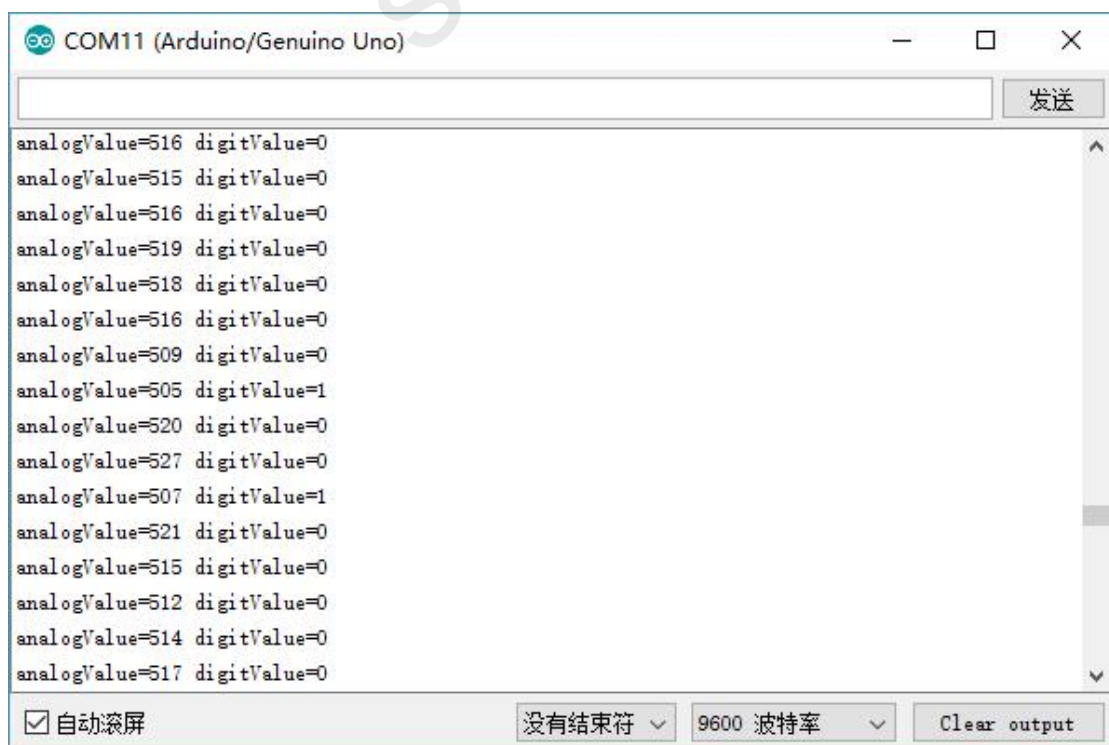 COM11 (Arduino/Genuino Uno)
发送
analogValue=516 digitValue=0
analogValue=515 digitValue=0
analogValue=516 digitValue=0
analogValue=519 digitValue=0
analogValue=518 digitValue=0
analogValue=516 digitValue=0
analogValue=509 digitValue=0
analogValue=505 digitValue=1
analogValue=520 digitValue=0
analogValue=527 digitValue=0
analogValue=507 digitValue=1
analogValue=521 digitValue=0
analogValue=515 digitValue=0
analogValue=512 digitValue=0
analogValue=514 digitValue=0
analogValue=517 digitValue=0
自动滚屏 没有结束符 9600 波特率 Clear output